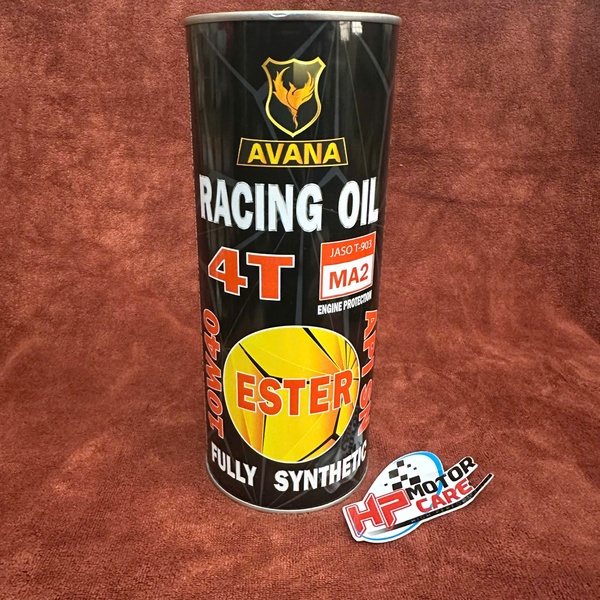 AVANA
RACING OIL
4T
JASO T-903
MA2
ENGINE PROTECTION
10W40
API SN
ESTER
FULLY SYNTHETIC
HP MOTOR
CARE